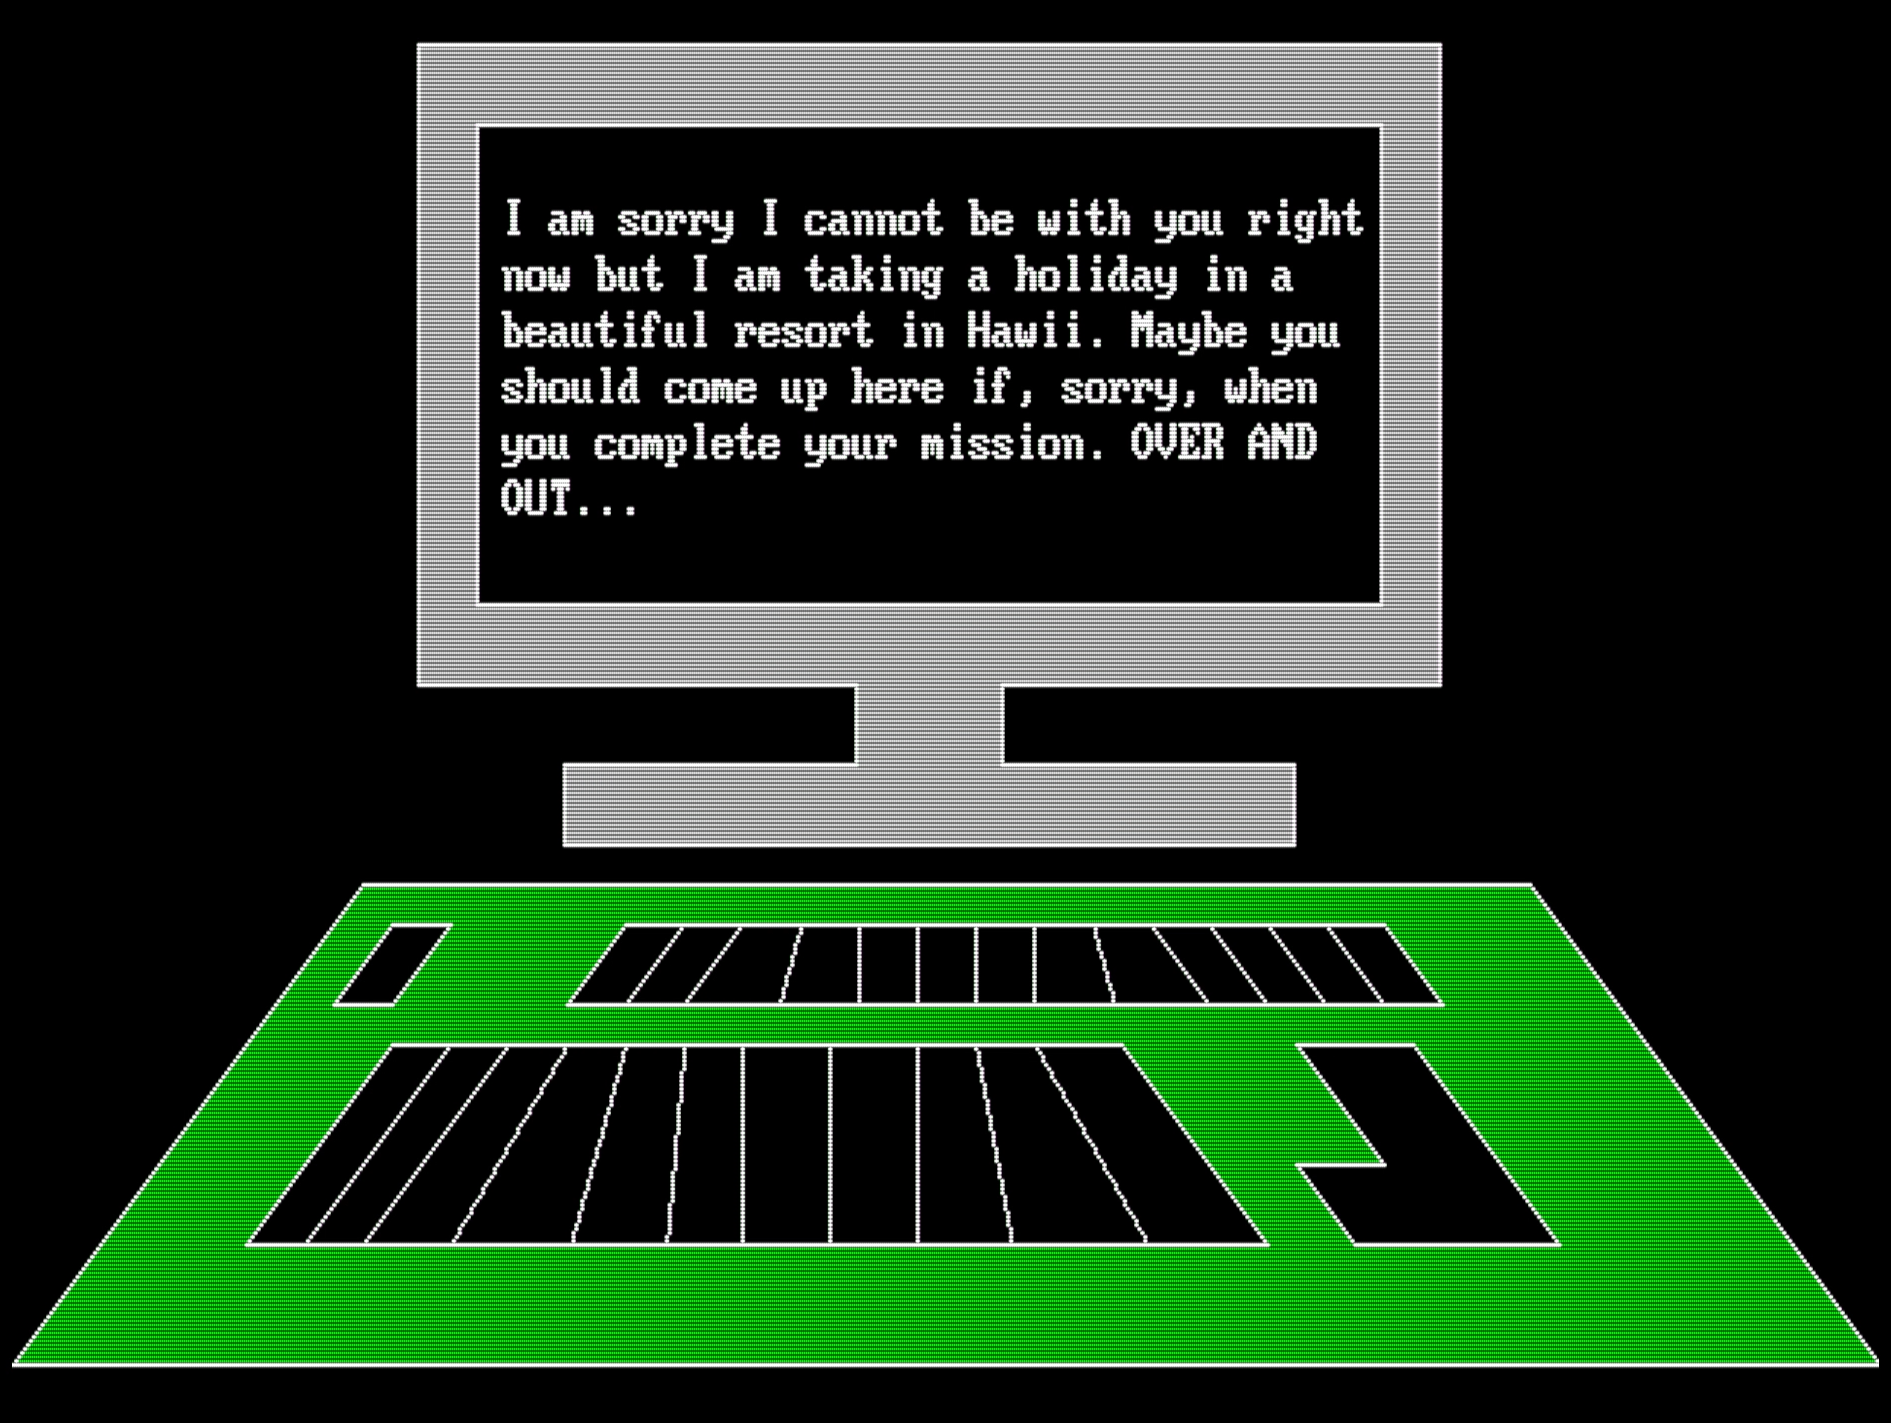 I am sorry I cannot be with you right
now but I am taking a holiday in a
beautiful resort in Hawii. Maybe you
should come up here if, sorry, when
you complete your mission. OVER AND
OUT...